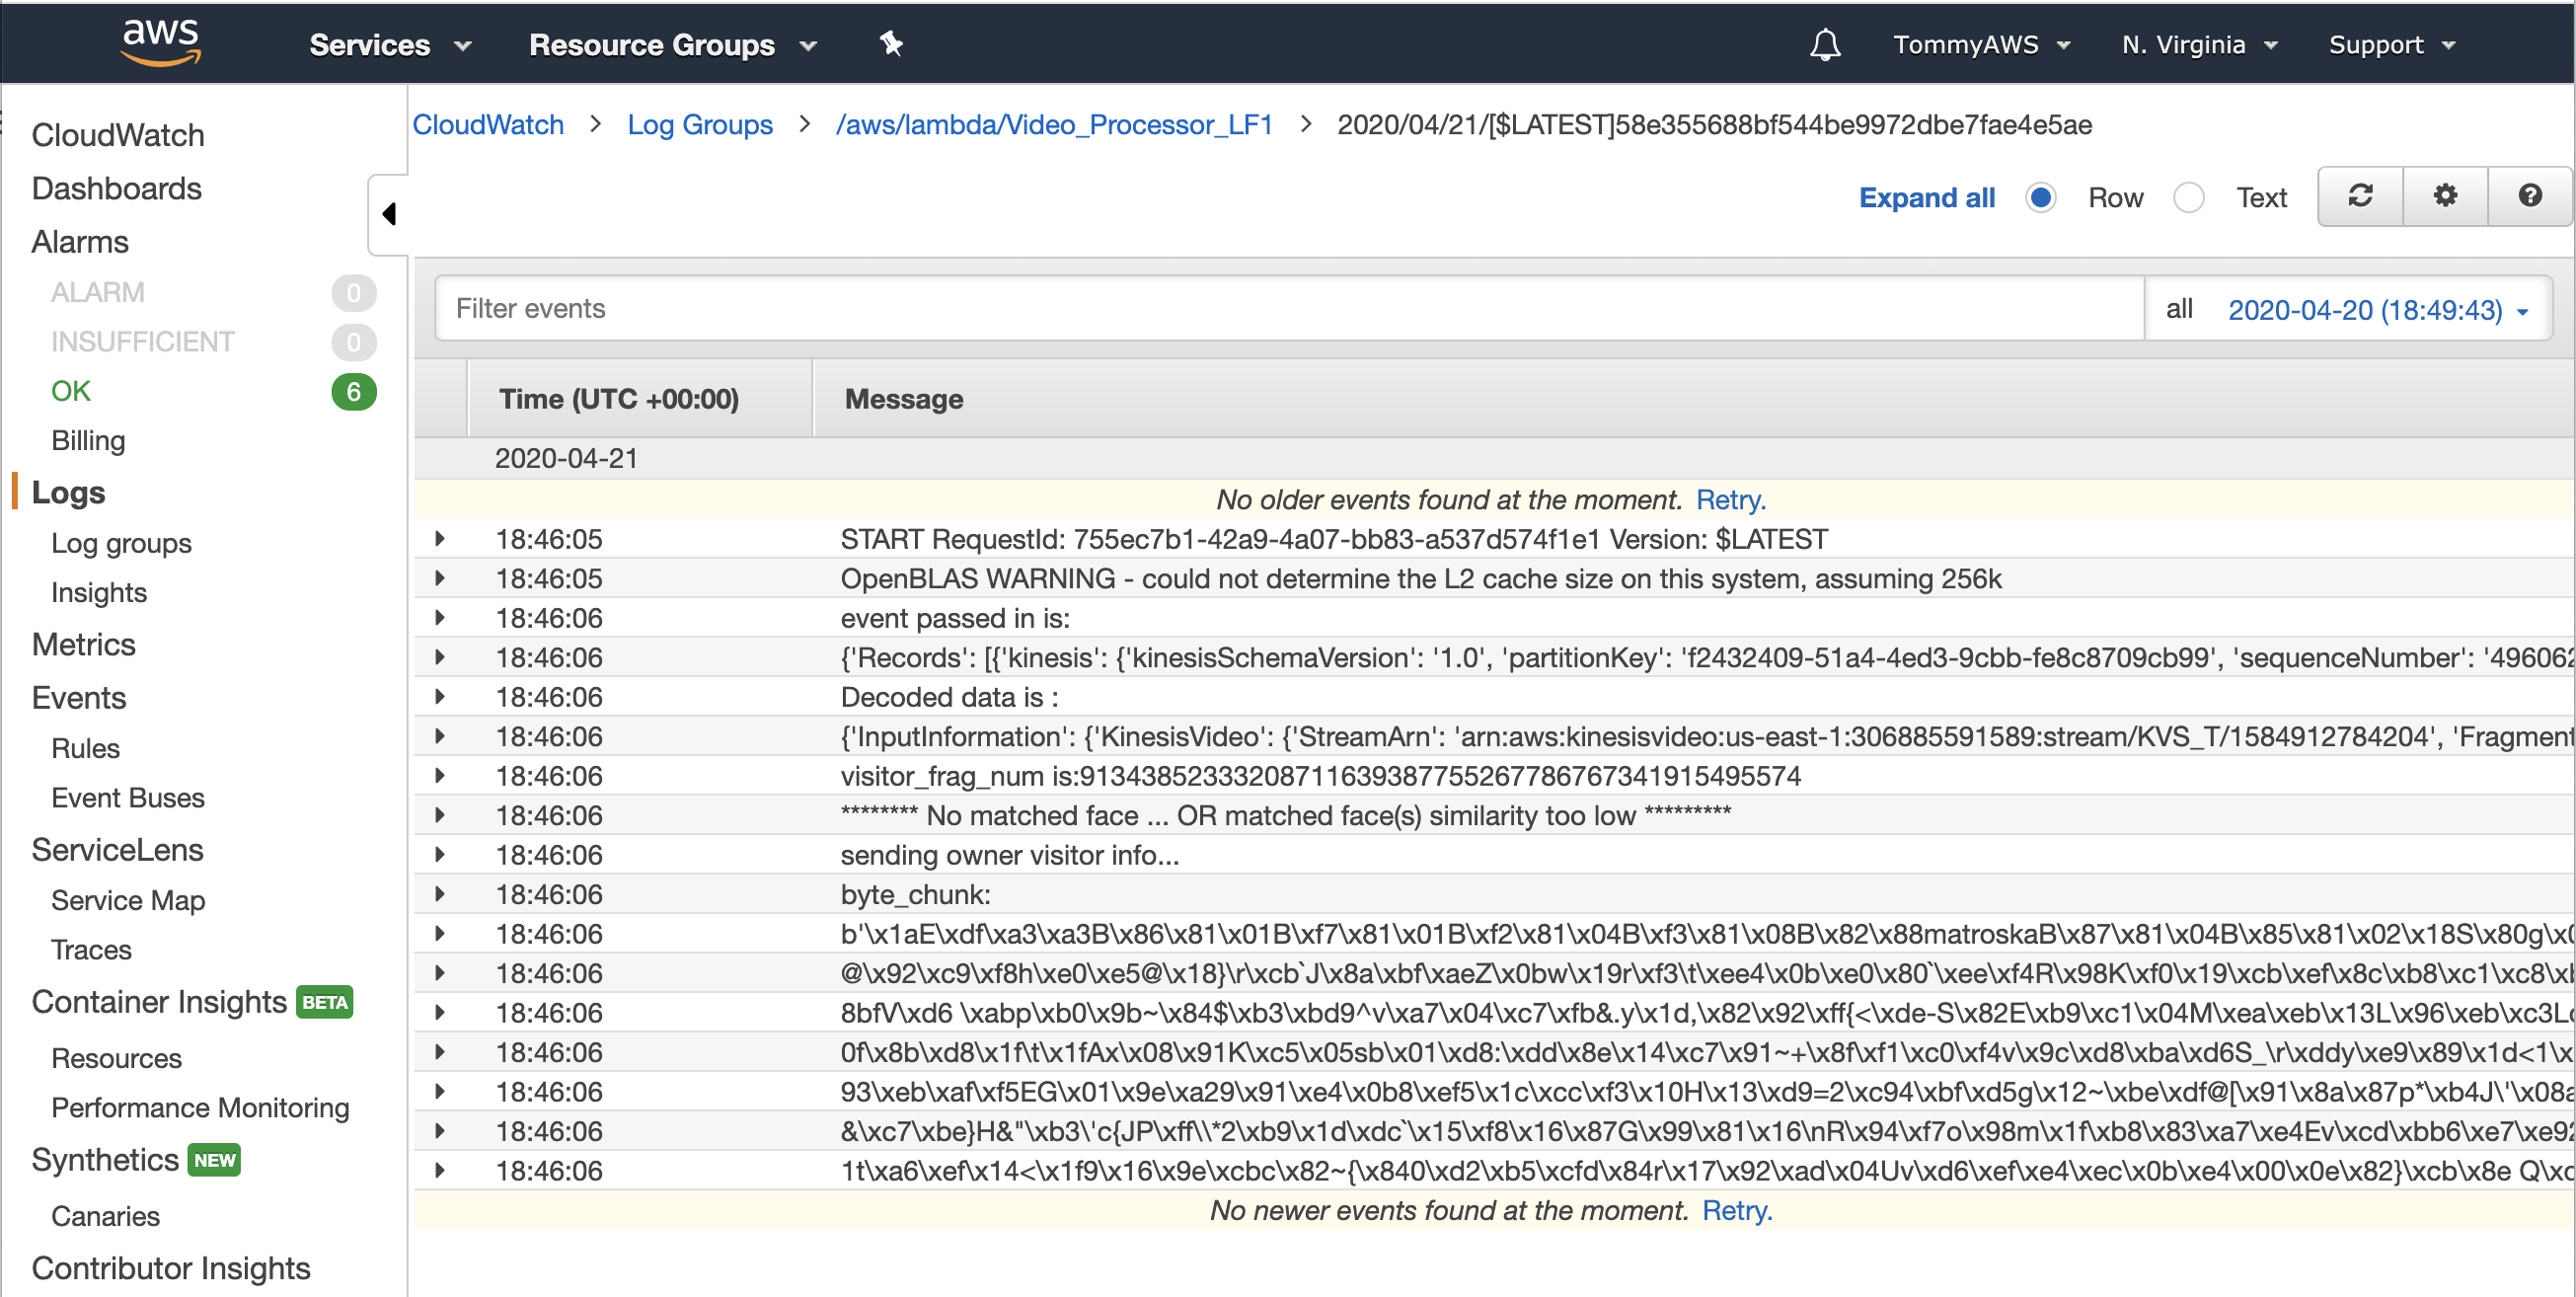 aws Services Resource Groups TommyAWS N. Virginia Support
CloudWatch
Dashboards
Alarms
ALARM 0
INSUFFICIENT 0
OK 6
Billing
Logs
Log groups
Insights
Metrics
Events
Rules
Event Buses
ServiceLens
Service Map
Traces
Container Insights BETA
Resources
Performance Monitoring
Synthetics NEW
Canaries
Contributor Insights
CloudWatch > Log Groups > /aws/lambda/Video_Processor_LF1 > 2020/04/21/[$LATEST]58e355688bf544be9972dbe7fae4e5ae
Expand all Row Text
Filter events all 2020-04-20 (18:49:43)
Time (UTC +00:00) Message
2020-04-21
No older events found at the moment. Retry.
18:46:05 START RequestId: 755ec7b1-42a9-4a07-bb83-a537d574f1e1 Version: $LATEST
18:46:05 OpenBLAS WARNING - could not determine the L2 cache size on this system, assuming 256k
18:46:06 event passed in is:
18:46:06 {'Records': [{'kinesis': {'kinesisSchemaVersion': '1.0', 'partitionKey': 'f2432409-51a4-4ed3-9cbb-fe8c8709cb99', 'sequenceNumber': '496062
18:46:06 Decoded data is :
18:46:06 {'InputInformation': {'KinesisVideo': {'StreamArn': 'arn:aws:kinesisvideo:us-east-1:306885591589:stream/KVS_T/1584912784204', 'Fragment
18:46:06 visitor_frag_num is:91343852333208711639387755267786767341915495574
18:46:06 ******** No matched face ... OR matched face(s) similarity too low *********
18:46:06 sending owner visitor info...
18:46:06 byte_chunk:
18:46:06 b'\x1aE\xdf\xa3\xa3B\x86\x81\x01B\xf7\x81\x01B\xf2\x81\x04B\xf3\x81\x08B\x82\x88matroskaB\x87\x81\x04B\x85\x81\x02\x18S\x80g\x0
18:46:06 @\x92\xc9\xf8h\xe0\xe5@\x18}\r\xcb`J\x8a\xbf\xaeZ\x0bw\x19r\xf3\t\xee4\x0b\xe0\x80`\xee\xf4R\x98K\xf0\x19\xcb\xef\x8c\xb8\xc1\xc8\xb
18:46:06 8bfV\xd6 \xabp\xb0\x9b~\x84$\xb3\xbd9^v\xa7\x04\xc7\xfb&.y\x1d,\x82\x92\xff{<\xde-S\x82E\xb9\xc1\x04M\xea\xeb\x13L\x96\xeb\xc3L
18:46:06 0f\x8b\xd8\x1f\t\x1fAx\x08\x91K\xc5\x05sb\x01\xd8:\xdd\x8e\x14\xc7\x91~+\x8f\xf1\xc0\xf4v\x9c\xd8\xba\xd6S_\r\xddy\xe9\x89\x1d<1\x
18:46:06 93\xeb\xaf\xf5EG\x01\x9e\xa29\x91\xe4\x0b8\xef5\x1c\xcc\xf3\x10H\x13\xd9=2\xc94\xbf\xd5g\x12~\xbe\xdf@[\x91\x8a\x87p*\xb4J\'\x08a
18:46:06 &\xc7\xbe}H&"\xb3\'c{JP\xff\\*2\xb9\x1d\xdc`\x15\xf8\x16\x87G\x99\x81\x16\nR\x94\xf7o\x98m\x1f\xb8\x83\xa7\xe4Ev\xcd\xbb6\xe7\xe92
18:46:06 1t\xa6\xef\x14<\x1f9\x16\x9e\xcbc\x82~{\x840\xd2\xb5\xcfd\x84r\x17\x92\xad\x04Uv\xd6\xef\xe4\xec\x0b\xe4\x00\x0e\x82}\xcb\x8e Q\xc
No newer events found at the moment. Retry.